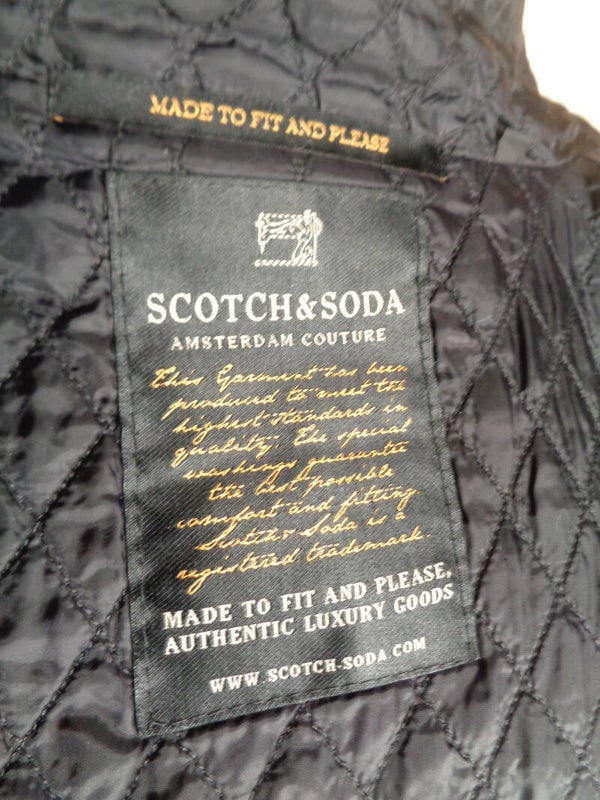 MADE TO FIT AND PLEASE
SCOTCH&SODA
AMSTERDAM COUTURE
This Garment has been
produced to meet the
highest standards in
quality. The special
washings guarantee
the best possible
comfort and fitting
Scotch & Soda is a
registered trademark.
MADE TO FIT AND PLEASE.
AUTHENTIC LUXURY GOODS
WWW.SCOTCH-SODA.COM